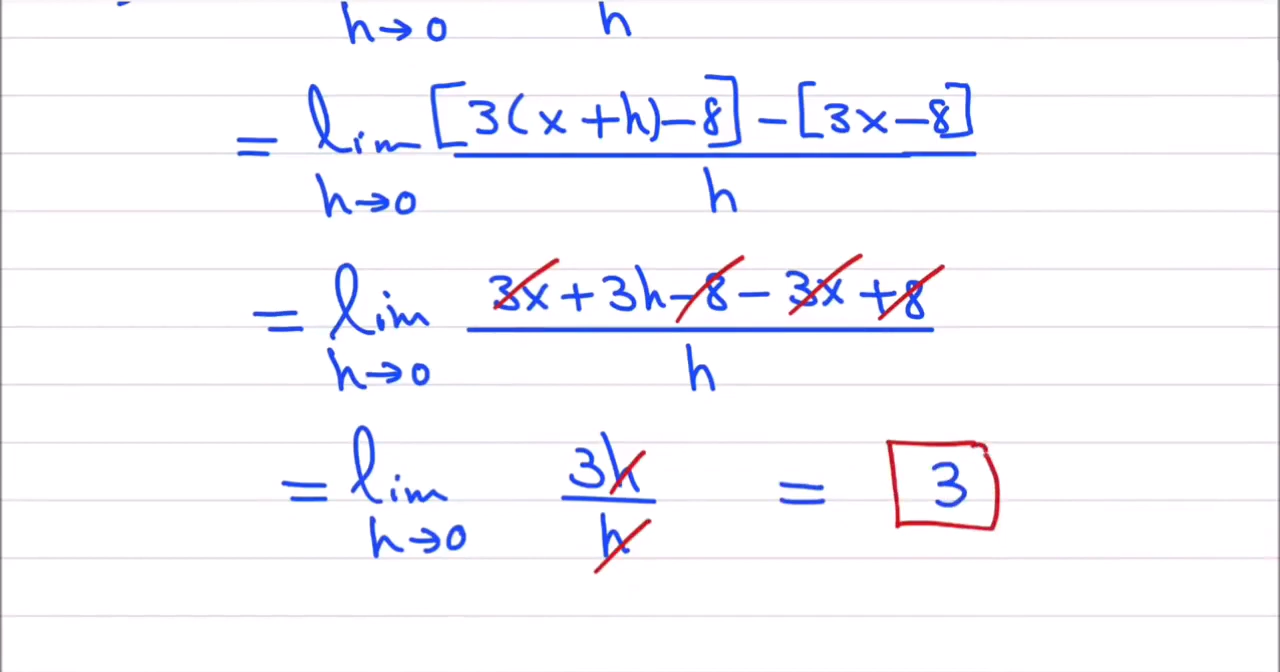 h→0 h
= lim [3(x+h)-8] - [3x-8]
h→0 h
= lim 3x + 3h - 8 - 3x + 8
h→0 h
= lim 3h = 3
h→0 h